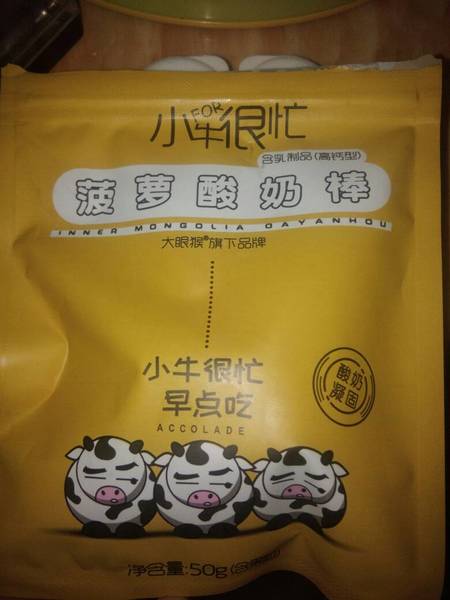 小牛很忙
FOR
含乳制品(高钙型)
菠萝酸奶棒
INNER MONGOLIA DAYANHOU
大眼猴®旗下品牌
小牛很忙
早点吃
ACCOLADE
酸奶
凝固
净含量:50g